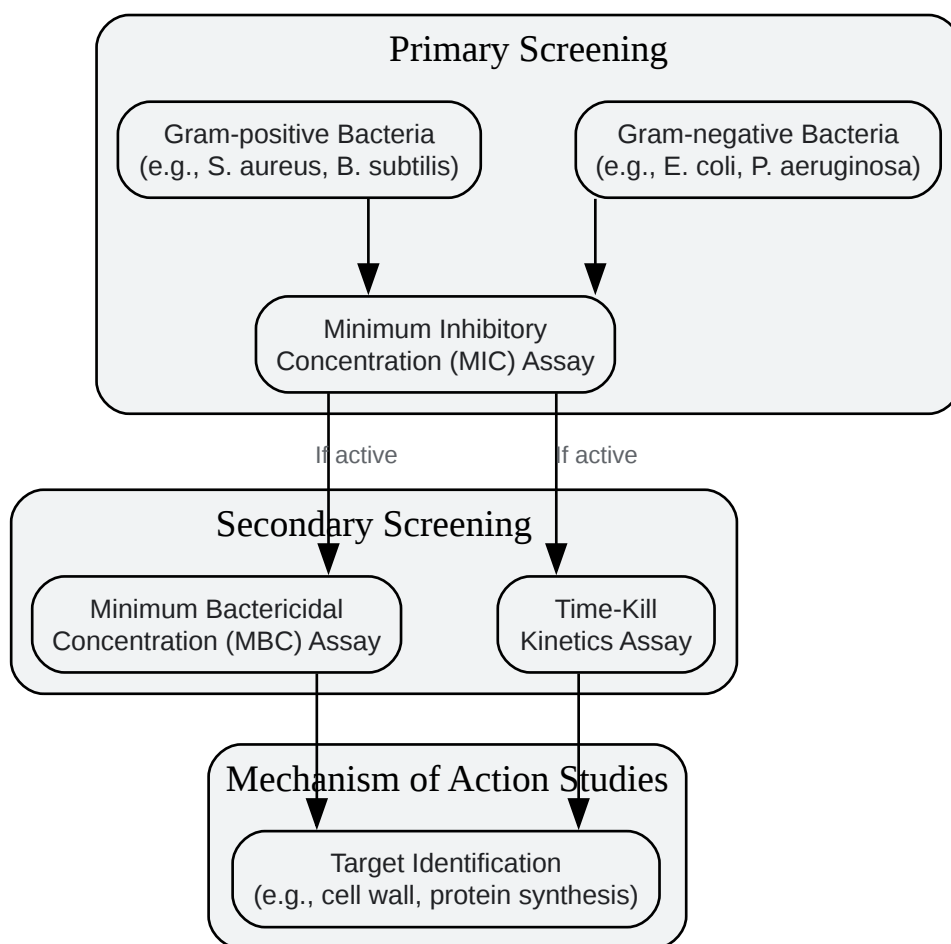 Primary Screening
Gram-positive Bacteria
(e.g., S. aureus, B. subtilis)
Gram-negative Bacteria
(e.g., E. coli, P. aeruginosa)
Minimum Inhibitory
Concentration (MIC) Assay
If active
If active
Secondary Screening
Minimum Bactericidal
Concentration (MBC) Assay
Time-Kill
Kinetics Assay
Mechanism of Action Studies
Target Identification
(e.g., cell wall, protein synthesis)